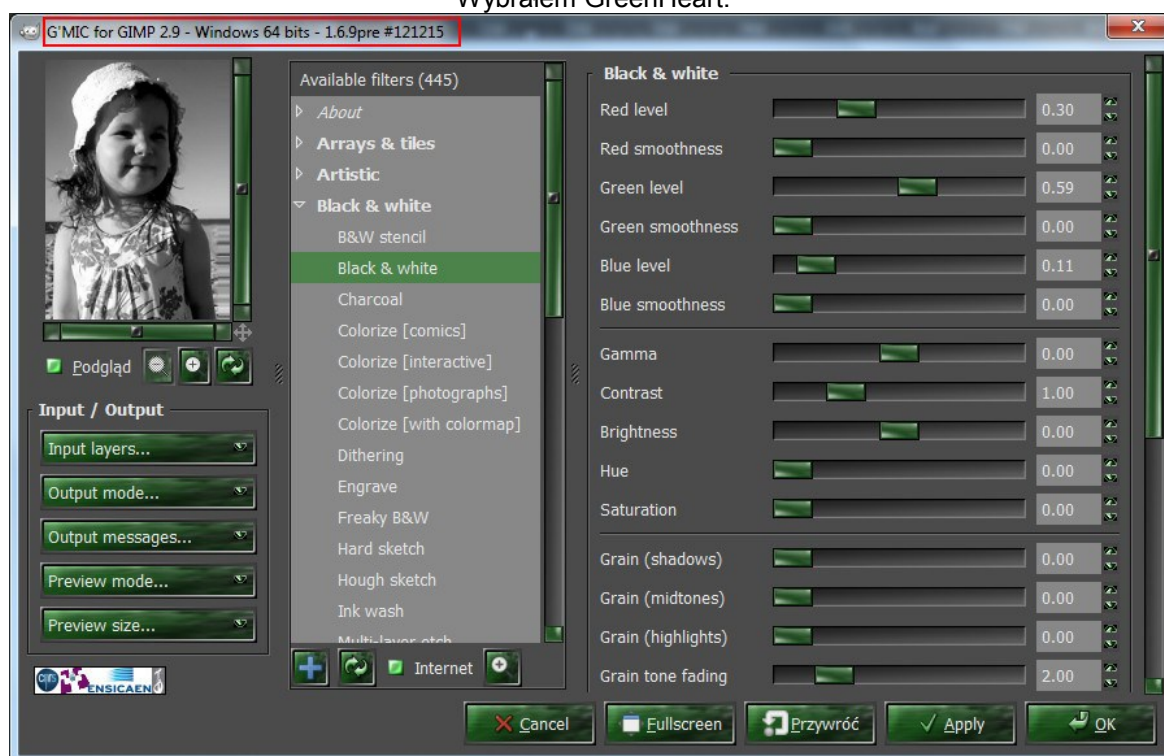 Wybrałem GreenHeart.
G'MIC for GIMP 2.9 - Windows 64 bits - 1.6.9pre #121215
Podgląd
Input / Output
Input layers...
Output mode...
Output messages...
Preview mode...
Preview size...
cnrs
ENSICAEN
Available filters (445)
About
Arrays & tiles
Artistic
Black & white
B&W stencil
Black & white
Charcoal
Colorize [comics]
Colorize [interactive]
Colorize [photographs]
Colorize [with colormap]
Dithering
Engrave
Freaky B&W
Hard sketch
Hough sketch
Ink wash
Multi-layer etch
Internet
Black & white
Red level 0.30
Red smoothness 0.00
Green level 0.59
Green smoothness 0.00
Blue level 0.11
Blue smoothness 0.00
Gamma 0.00
Contrast 1.00
Brightness 0.00
Hue 0.00
Saturation 0.00
Grain (shadows) 0.00
Grain (midtones) 0.00
Grain (highlights) 0.00
Grain tone fading 2.00
Cancel
Fullscreen
Przywróć
Apply
OK